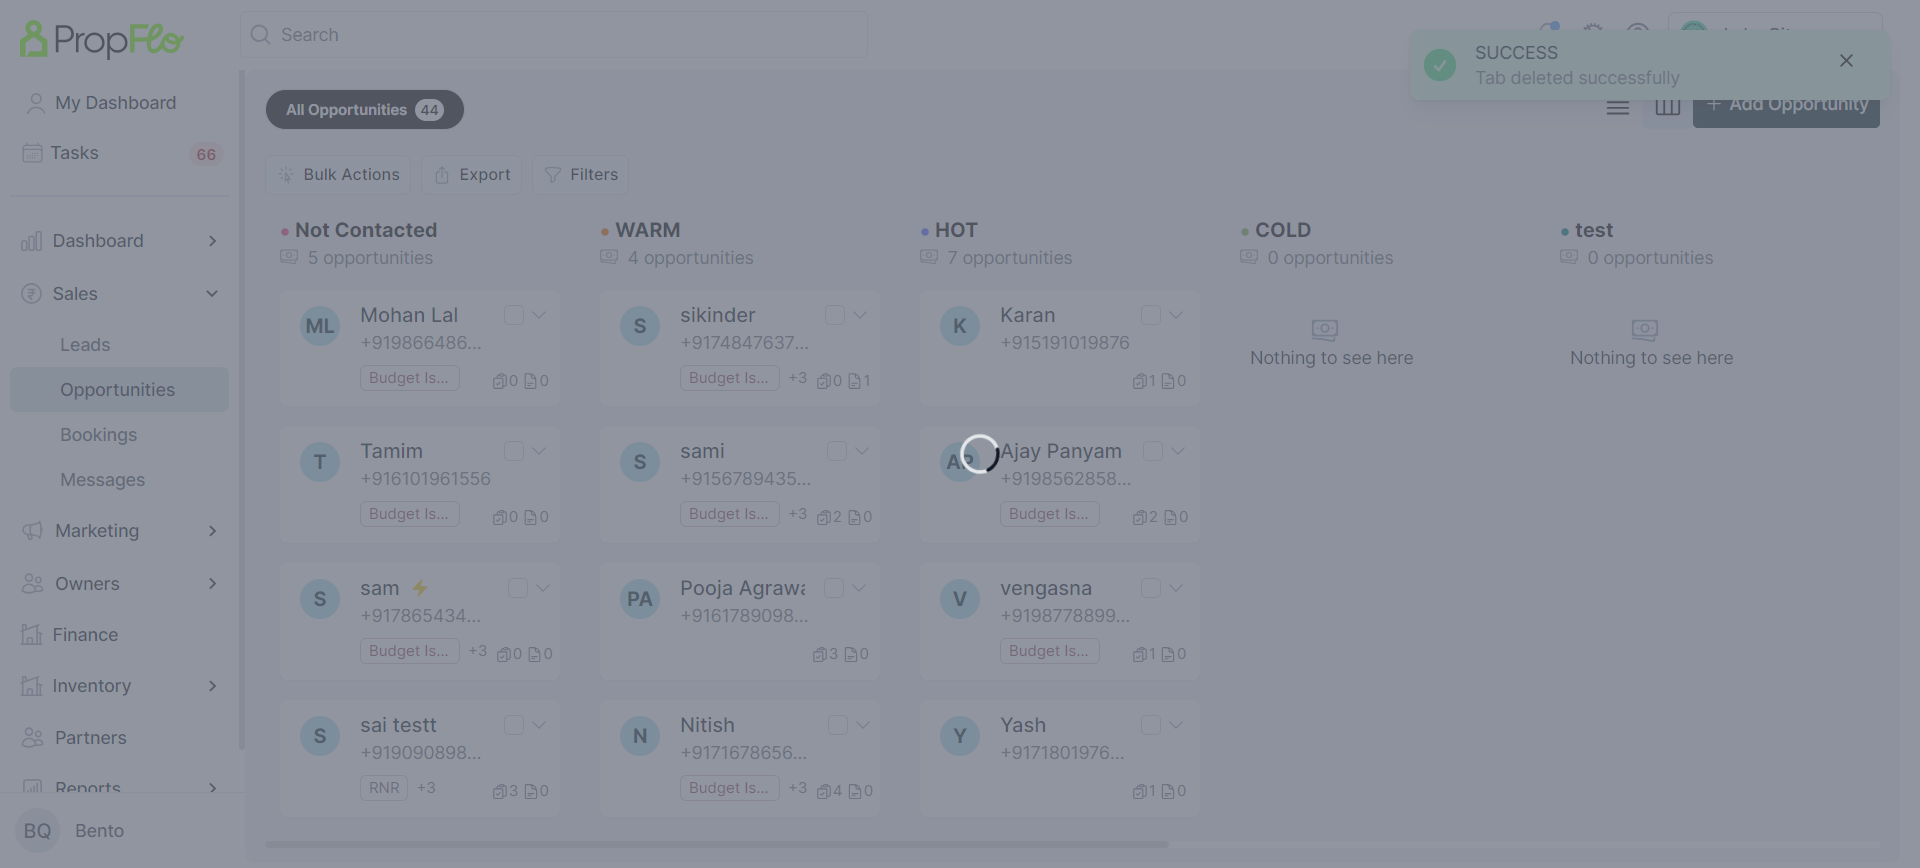 PropFlo
Search
SUCCESS
Tab deleted successfully
My Dashboard
Tasks
66
Dashboard
Sales
Leads
Opportunities
Bookings
Messages
Marketing
Owners
Finance
Inventory
Partners
Reports
BQ
Bento
All Opportunities 44
+ Add Opportunity
Bulk Actions
Export
Filters
Not Contacted
5 opportunities
ML
Mohan Lal
+919866486...
Budget Is...
0 0
T
Tamim
+916101961556
Budget Is...
0 0
S
sam
+917865434...
Budget Is... +3
0 0
S
sai testt
+919090898...
RNR +3
3 0
WARM
4 opportunities
S
sikinder
+9174847637...
Budget Is... +3
0 1
S
sami
+9156789435...
Budget Is... +3
2 0
PA
Pooja Agrawa
+9161789098...
3 0
N
Nitish
+9171678656...
Budget Is... +3
4 0
HOT
7 opportunities
K
Karan
+915191019876
1 0
AP
Ajay Panyam
+9198562858...
Budget Is...
2 0
V
vengasna
+9198778899...
Budget Is...
1 0
Y
Yash
+9171801976...
1 0
COLD
0 opportunities
Nothing to see here
test
0 opportunities
Nothing to see here